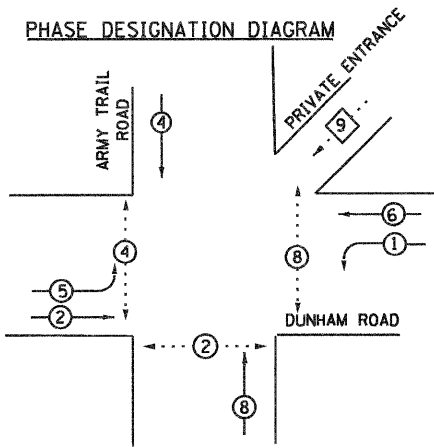 PHASE DESIGNATION DIAGRAM
ARMY TRAIL
ROAD
4
PRIVATE ENTRANCE
9
6
4
8
1
5
2
DUNHAM ROAD
2
8